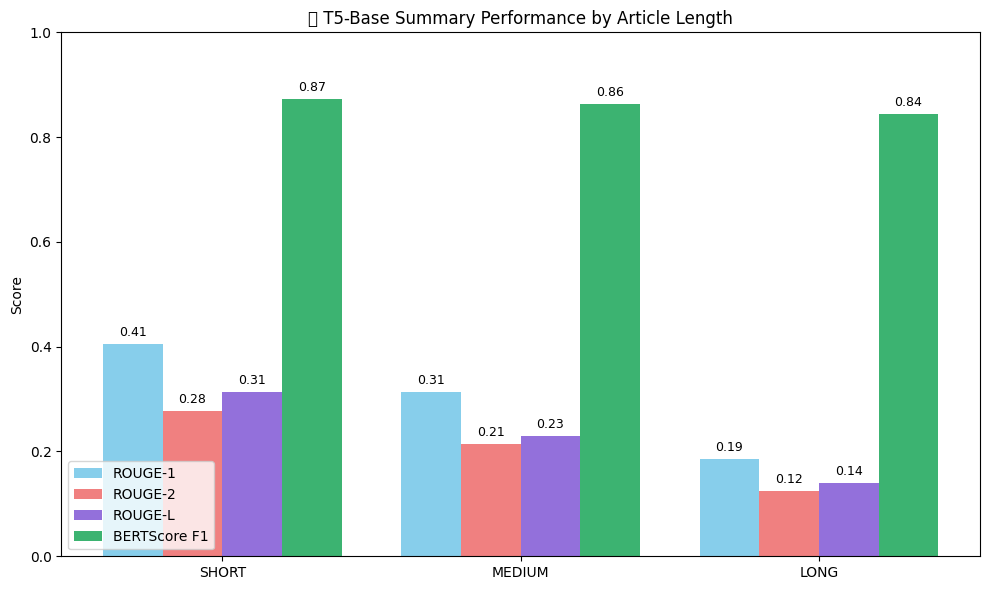 ▯ T5-Base Summary Performance by Article Length
Score
1.0
0.8
0.6
0.4
0.2
0.0
0.41
0.28
0.31
0.87
0.31
0.21
0.23
0.86
0.19
0.12
0.14
0.84
ROUGE-1
ROUGE-2
ROUGE-L
BERTScore F1
SHORT
MEDIUM
LONG